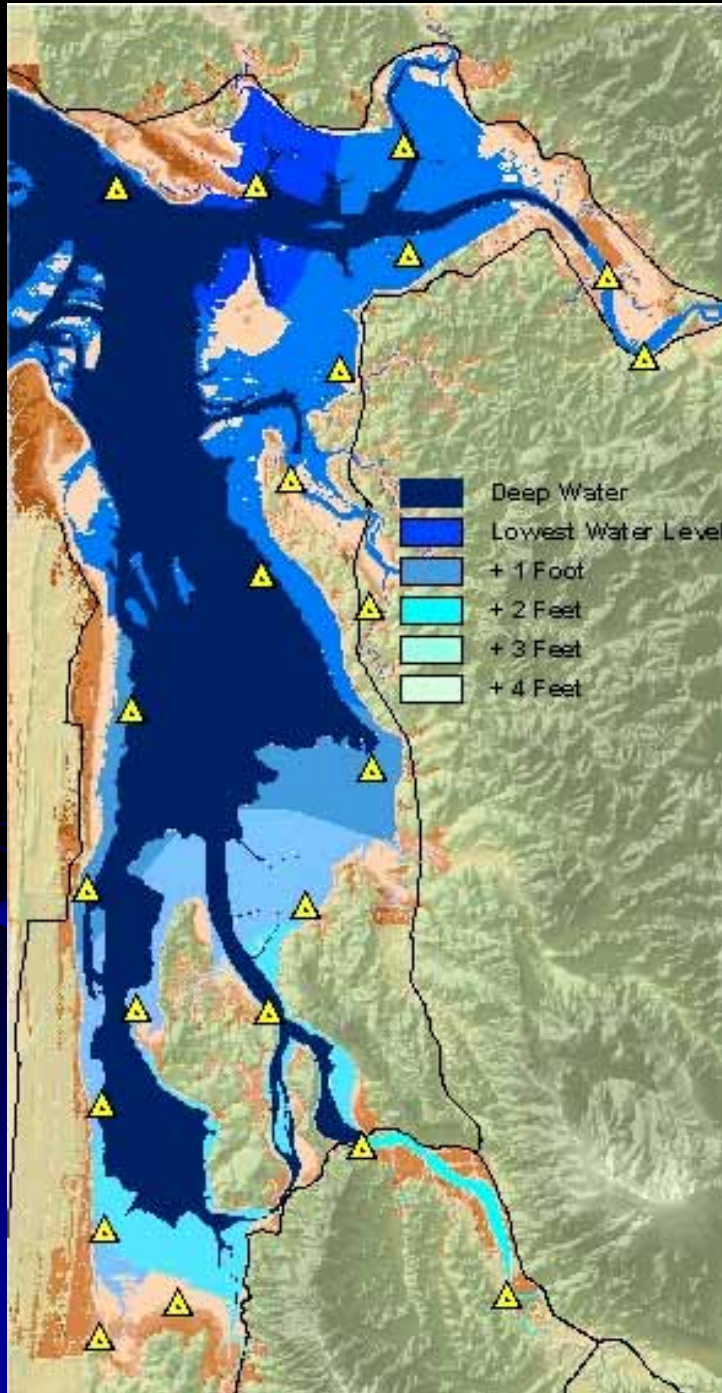 Deep Water
Lowest Water Level
+ 1 Foot
+ 2 Feet
+ 3 Feet
+ 4 Feet